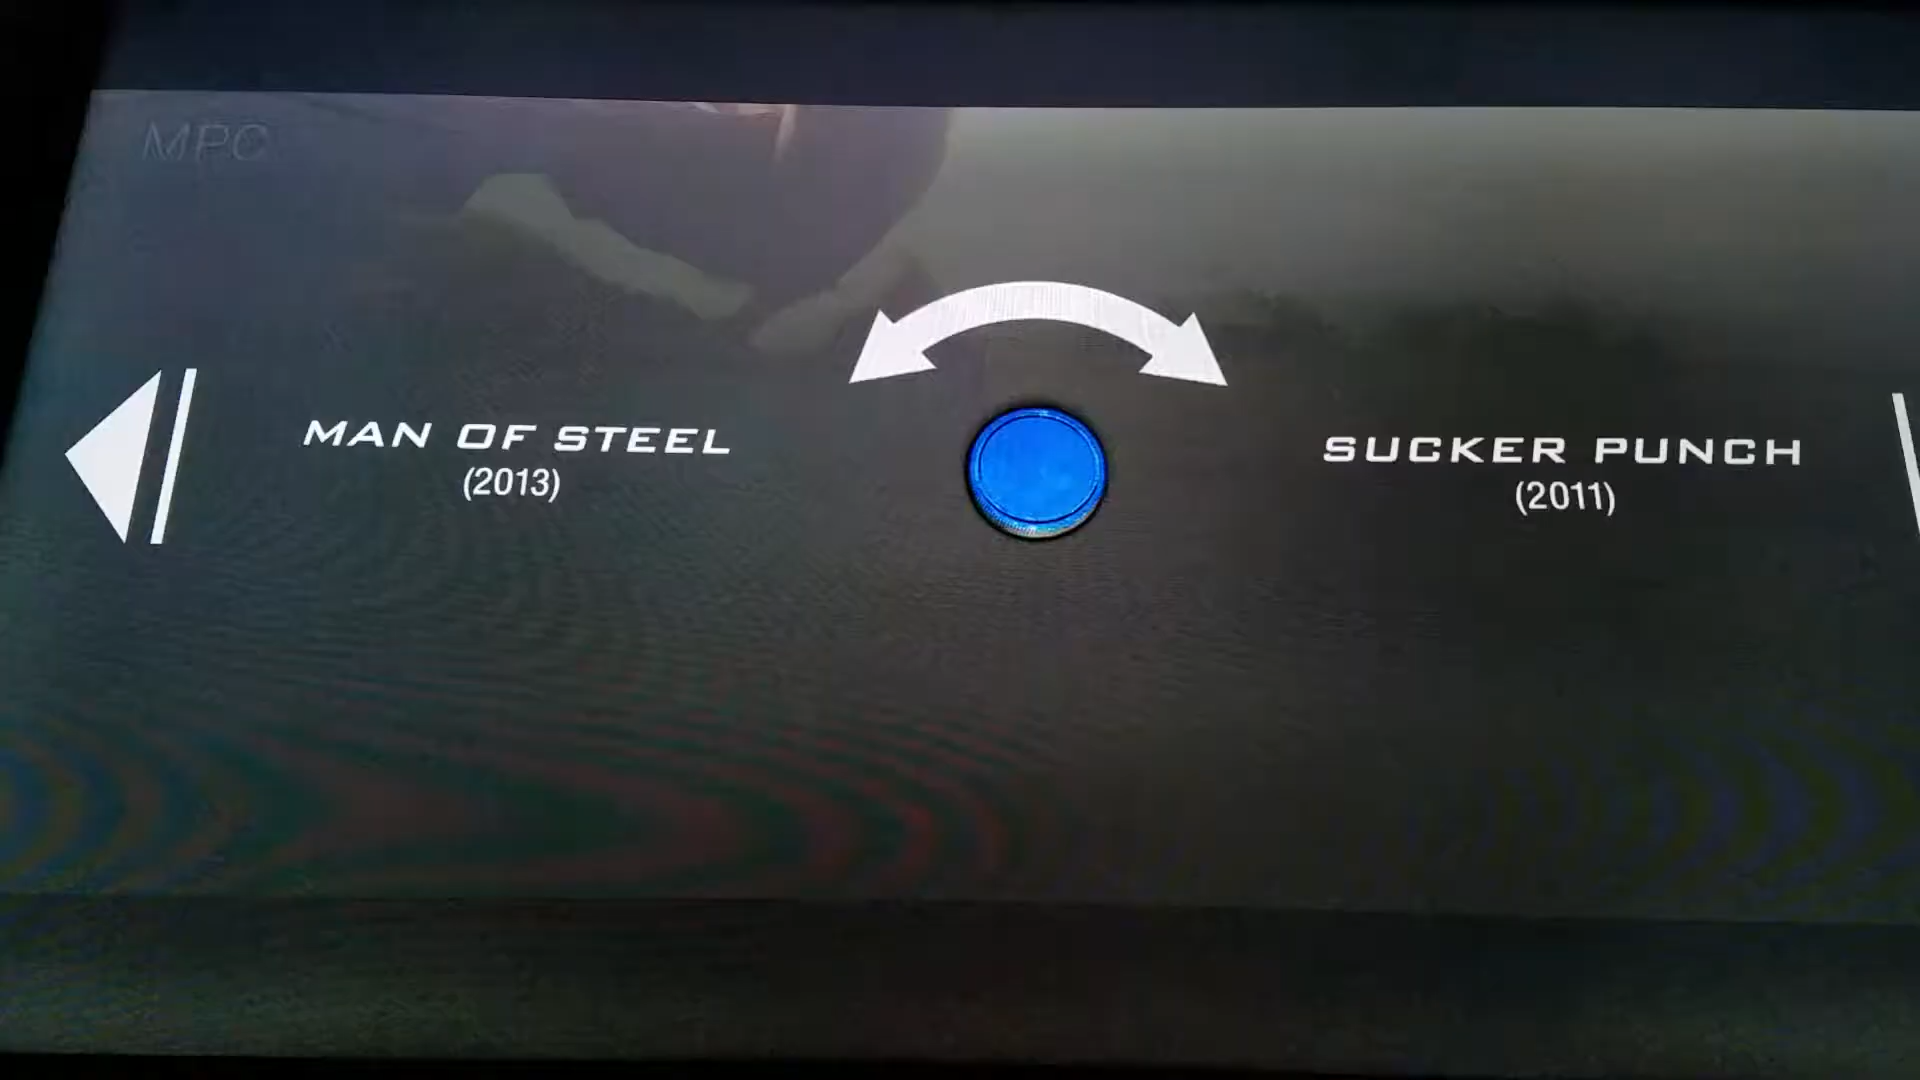 MPC
MAN OF STEEL
(2013)
SUCKER PUNCH
(2011)